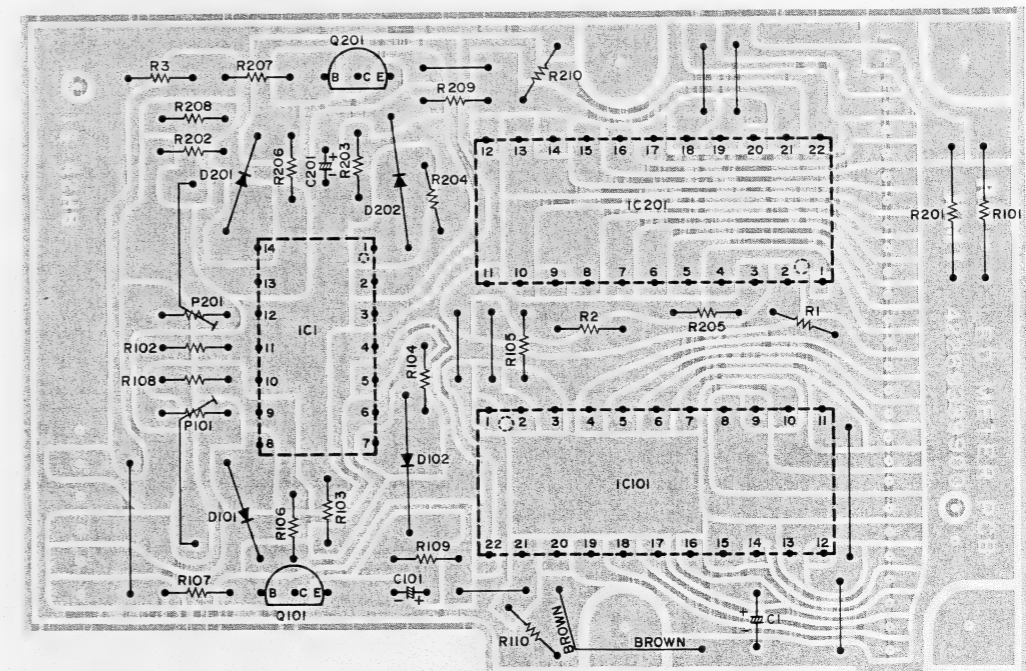 Q201
B C E
R3
R207
R209
R210
R208
R202
D201
R206
C201
+
-
R203
D202
R204
12 13 14 15 16 17 18 19 20 21 22
IC201
11 10 9 8 7 6 5 4 3 2 1
R201
R101
14 1
13 2
12 3
11 4
10 5
9 6
8 7
IC1
P201
R102
R108
P101
R104
R105
R2
R205
R1
1 2 3 4 5 6 7 8 9 10 11
IC101
22 21 20 19 18 17 16 15 14 13 12
D102
D101
R106
R103
R109
R107
B C E
Q101
C101
- +
R110
BROWN
BROWN
+
C1
-